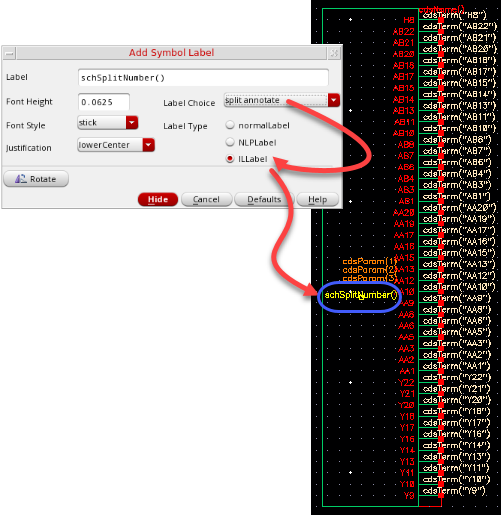 Add Symbol Label
Label
schSplitNumber()
Font Height
0.0625
Label Choice
split annotate
Font Style
stick
Label Type
normalLabel
NLPLabel
ILLabel
Justification
lowerCenter
Rotate
Hide
Cancel
Defaults
Help
H8 cdsTerm("H8")
AB22 cdsTerm("AB22")
AB21 cdsTerm("AB21")
AB20 cdsTerm("AB20")
AB18 cdsTerm("AB18")
AB17 cdsTerm("AB17")
AB15 cdsTerm("AB15")
AB14 cdsTerm("AB14")
AB13 cdsTerm("AB13")
AB11 cdsTerm("AB11")
AB10 cdsTerm("AB10")
AB8 cdsTerm("AB8")
AB7 cdsTerm("AB7")
AB6 cdsTerm("AB6")
AB4 cdsTerm("AB4")
AB3 cdsTerm("AB3")
AB1 cdsTerm("AB1")
AA20 cdsTerm("AA20")
AA19 cdsTerm("AA19")
AA17 cdsTerm("AA17")
AA16 cdsTerm("AA16")
AA15 cdsTerm("AA15")
cdsParam(1)
AA13 cdsTerm("AA13")
cdsParam(2)
AA12 cdsTerm("AA12")
cdsParam(3)
AA10 cdsTerm("AA10")
schSplitNumber()
AA9 cdsTerm("AA9")
AA8 cdsTerm("AA8")
AA6 cdsTerm("AA6")
AA5 cdsTerm("AA5")
AA3 cdsTerm("AA3")
AA2 cdsTerm("AA2")
AA1 cdsTerm("AA1")
Y22 cdsTerm("Y22")
Y21 cdsTerm("Y21")
Y20 cdsTerm("Y20")
Y18 cdsTerm("Y18")
Y17 cdsTerm("Y17")
Y16 cdsTerm("Y16")
Y14 cdsTerm("Y14")
Y13 cdsTerm("Y13")
Y11 cdsTerm("Y11")
Y10 cdsTerm("Y10")
Y9 cdsTerm("Y9")